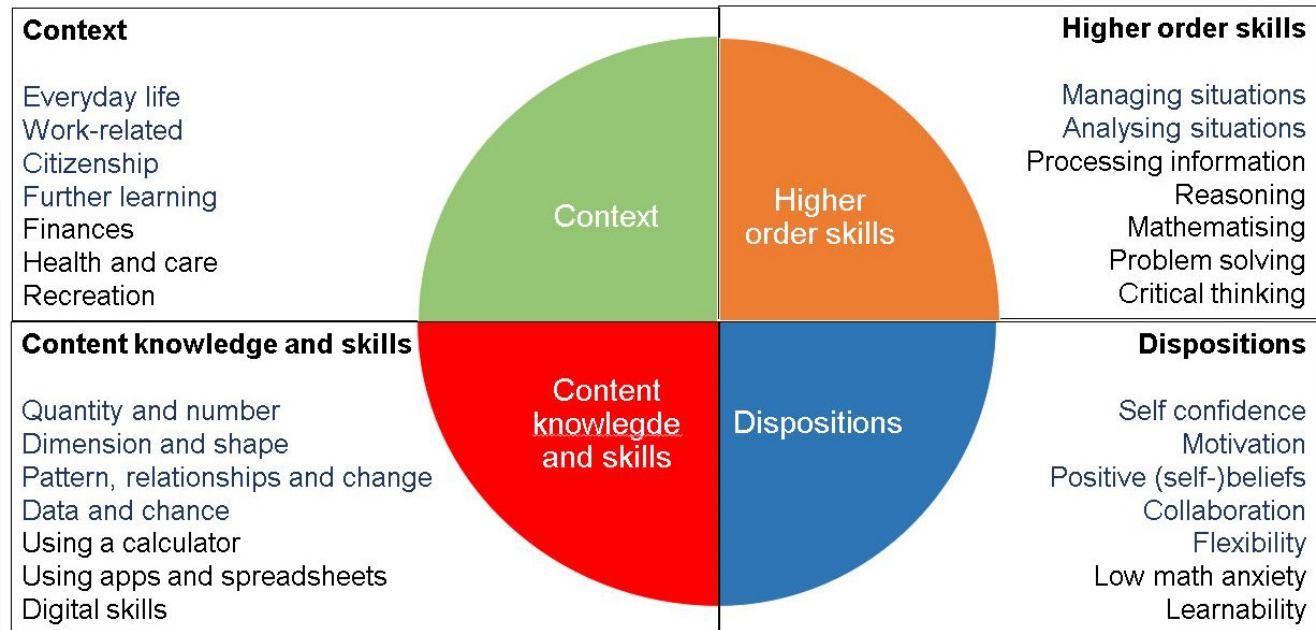 Context
Everyday life
Work-related
Citizenship
Further learning
Finances
Health and care
Recreation
Context
Higher
order skills
Higher order skills
Managing situations
Analysing situations
Processing information
Reasoning
Mathematising
Problem solving
Critical thinking
Content knowledge and skills
Quantity and number
Dimension and shape
Pattern, relationships and change
Data and chance
Using a calculator
Using apps and spreadsheets
Digital skills
Content
knowlegde
and skills
Dispositions
Dispositions
Self confidence
Motivation
Positive (self-)beliefs
Collaboration
Flexibility
Low math anxiety
Learnability